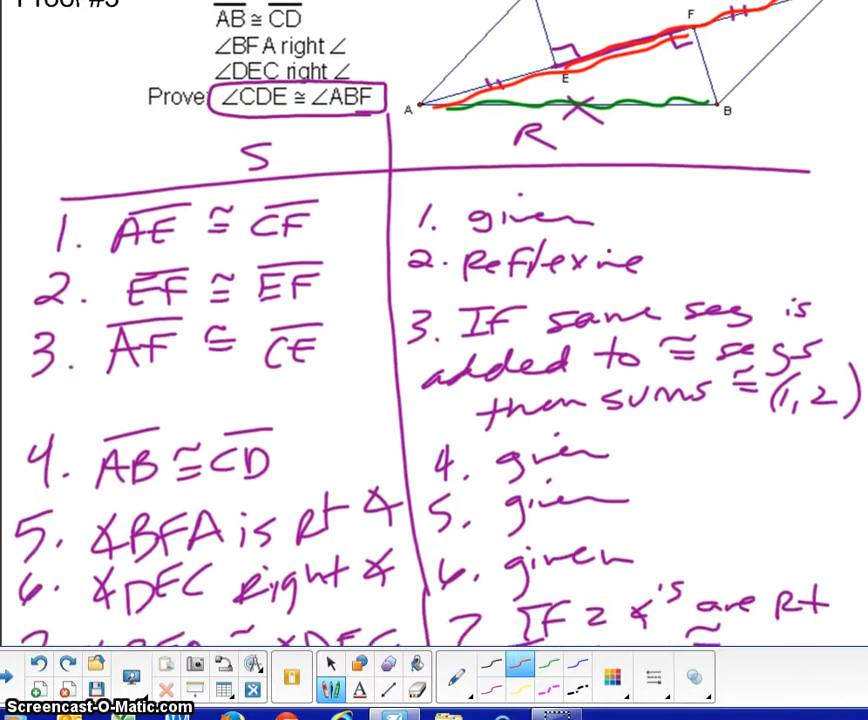 AB ≅ CD
∠BFA right ∠
∠DEC right ∠
Prove: ∠CDE ≅ ∠ABF
F
E
A
B
S
R
1. AE ≅ CF
1. given
2. EF ≅ EF
2. Reflexive
3. AF ≅ CE
3. If same seg is
added to ≅ segs
then sums ≅ (1,2)
4. AB ≅ CD
4. given
5. ∡BFA is Rt ∡
5. given
6. ∡DEC Right ∡
6. given
7. If 2 ∡'s are Rt
≅
Screencast-O-Matic.com